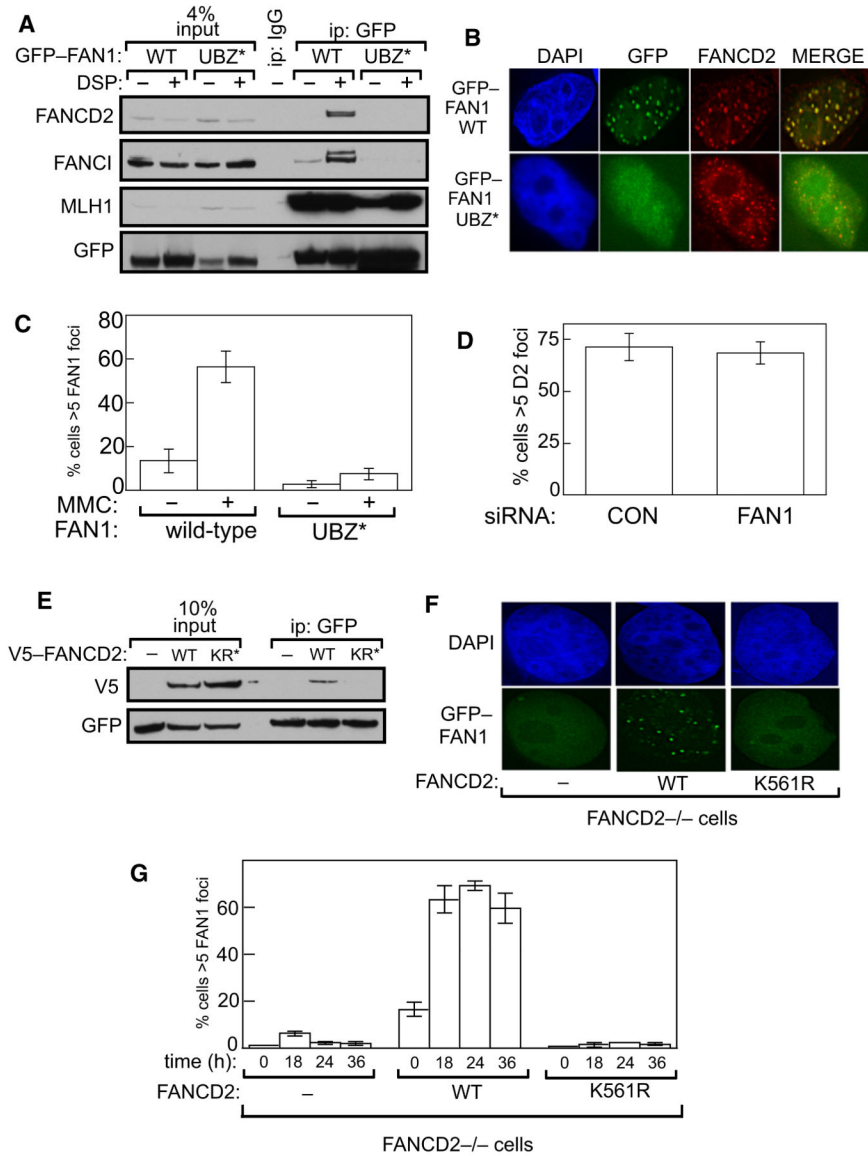 A
4%
input
ip: IgG
ip: GFP
GFP–FAN1: WT UBZ* WT UBZ*
DSP: – + – + – – + – +
FANCD2
FANCI
MLH1
GFP
B
DAPI GFP FANCD2 MERGE
GFP–
FAN1
WT
GFP–
FAN1
UBZ*
C
% cells >5 FAN1 foci
80
60
40
20
0
MMC: – + – +
FAN1: wild-type UBZ*
D
% cells >5 D2 foci
75
50
25
0
siRNA: CON FAN1
E
10%
input
ip: GFP
V5–FANCD2: – WT KR* – WT KR*
V5
GFP
F
DAPI
GFP–
FAN1
FANCD2: – WT K561R
FANCD2–/– cells
G
% cells >5 FAN1 foci
60
40
20
0
time (h): 0 18 24 36 0 18 24 36 0 18 24 36
FANCD2: – WT K561R
FANCD2–/– cells